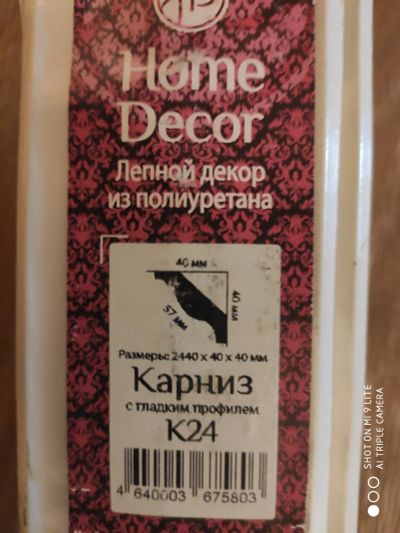 Home
Decor
Лепной декор
из полиуретана
40 мм
40 мм
57 мм
Размеры: 2440 х 40 х 40 мм
Карниз
с гладким профилем
К24
4 640003 675803
SHOT ON MI 9 LITE
AI TRIPLE CAMERA